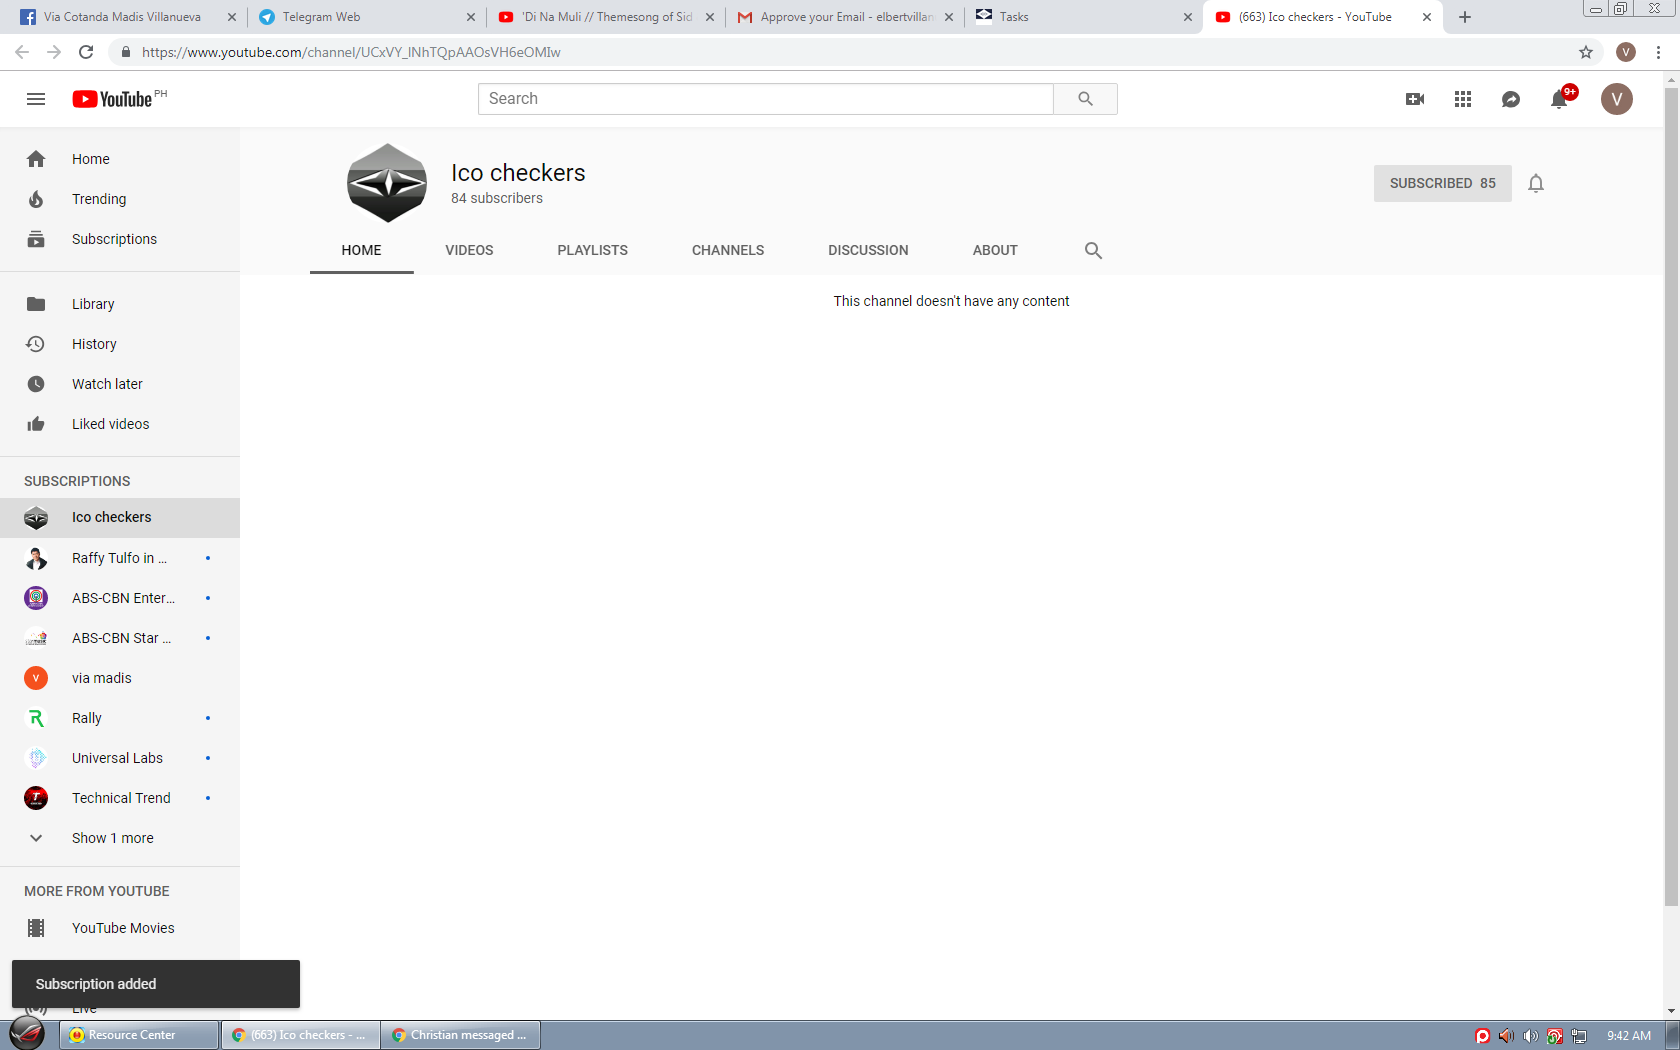 Via Cotanda Madis Villanueva
Telegram Web
'Di Na Muli // Themesong of Sid
Approve your Email - elbertvillar
Tasks
(663) Ico checkers - YouTube
https://www.youtube.com/channel/UCxVY_lNhTQpAAOsVH6eOMIw
V
YouTube PH
Search
9+
V
Home
Trending
Subscriptions
Library
History
Watch later
Liked videos
SUBSCRIPTIONS
Ico checkers
Raffy Tulfo in ...
ABS-CBN Enter...
ABS-CBN Star ...
V
via madis
Rally
Universal Labs
Technical Trend
Show 1 more
MORE FROM YOUTUBE
YouTube Movies
Live
Subscription added
Ico checkers
84 subscribers
SUBSCRIBED 85
HOME
VIDEOS
PLAYLISTS
CHANNELS
DISCUSSION
ABOUT
This channel doesn't have any content
Resource Center
(663) Ico checkers - ...
Christian messaged ...
9:42 AM